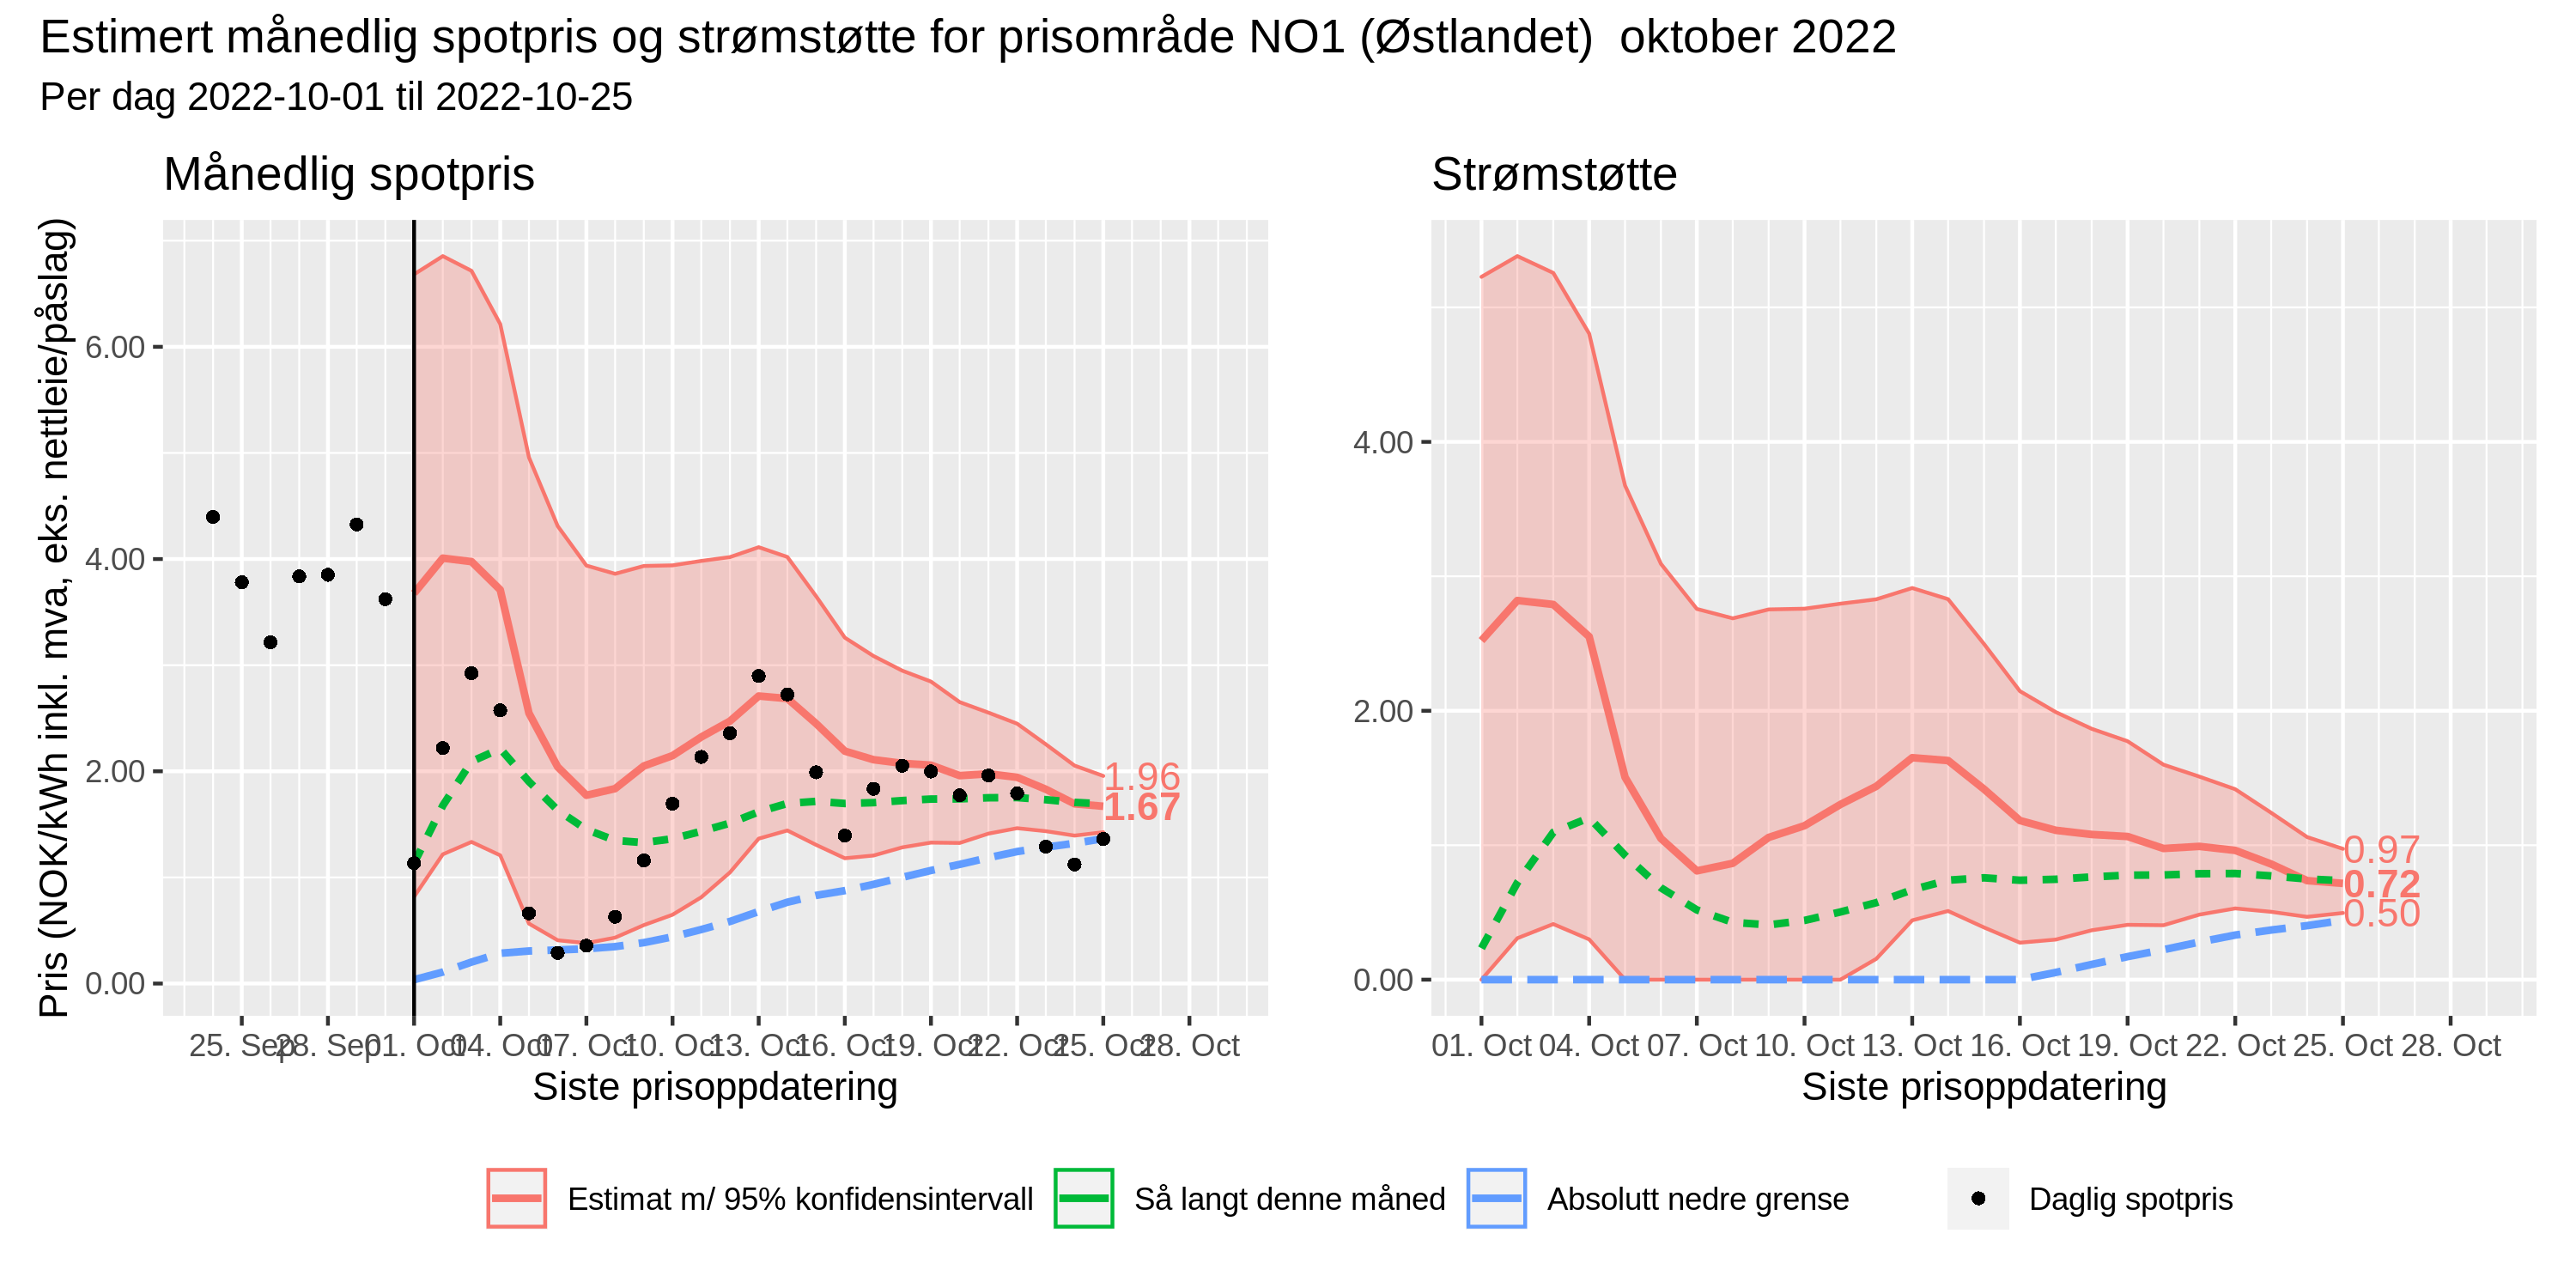 Estimert månedlig spotpris og strømstøtte for prisområde NO1 (Østlandet)  oktober 2022
Per dag 2022-10-01 til 2022-10-25
Månedlig spotpris
Pris (NOK/kWh inkl. mva, eks. nettleie/påslag)
6.00
4.00
2.00
0.00
1.96
1.67
25. Sep 28. Sep 01. Oct 04. Oct 07. Oct 10. Oct 13. Oct 16. Oct 19. Oct 22. Oct 25. Oct 28. Oct
Siste prisoppdatering
Strømstøtte
4.00
2.00
0.00
0.97
0.72
0.50
01. Oct 04. Oct 07. Oct 10. Oct 13. Oct 16. Oct 19. Oct 22. Oct 25. Oct 28. Oct
Siste prisoppdatering
Estimat m/ 95% konfidensintervall Så langt denne måned Absolutt nedre grense Daglig spotpris